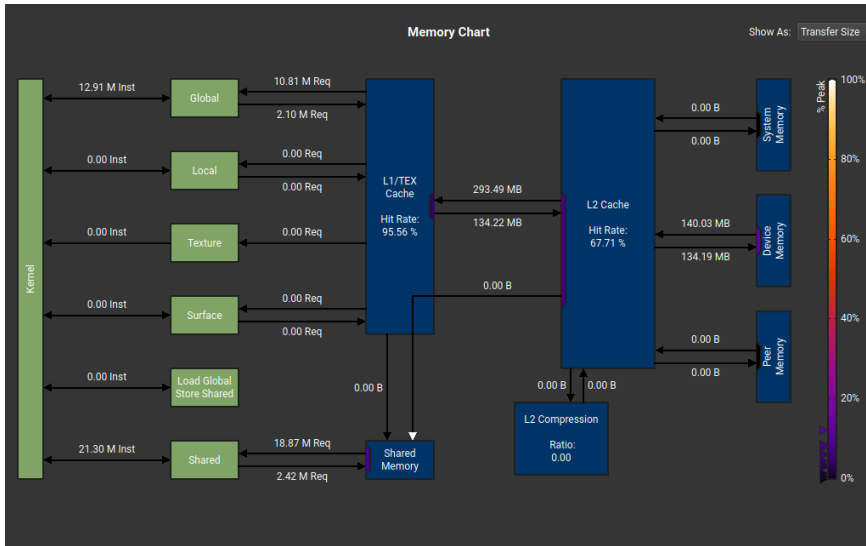 Memory Chart
Show As: Transfer Size
Kernel
12.91 M Inst
Global
10.81 M Req
2.10 M Req
0.00 Inst
Local
0.00 Req
0.00 Req
0.00 Inst
Texture
0.00 Req
0.00 Inst
Surface
0.00 Req
0.00 Req
0.00 Inst
Load Global
Store Shared
21.30 M Inst
Shared
18.87 M Req
2.42 M Req
L1/TEX
Cache
Hit Rate:
95.56 %
0.00 B
Shared
Memory
293.49 MB
134.22 MB
0.00 B
L2 Cache
Hit Rate:
67.71 %
0.00 B
0.00 B
L2 Compression
Ratio:
0.00
0.00 B
0.00 B
System
Memory
140.03 MB
134.19 MB
Device
Memory
0.00 B
0.00 B
Peer
Memory
% Peak
100%
80%
60%
40%
20%
0%